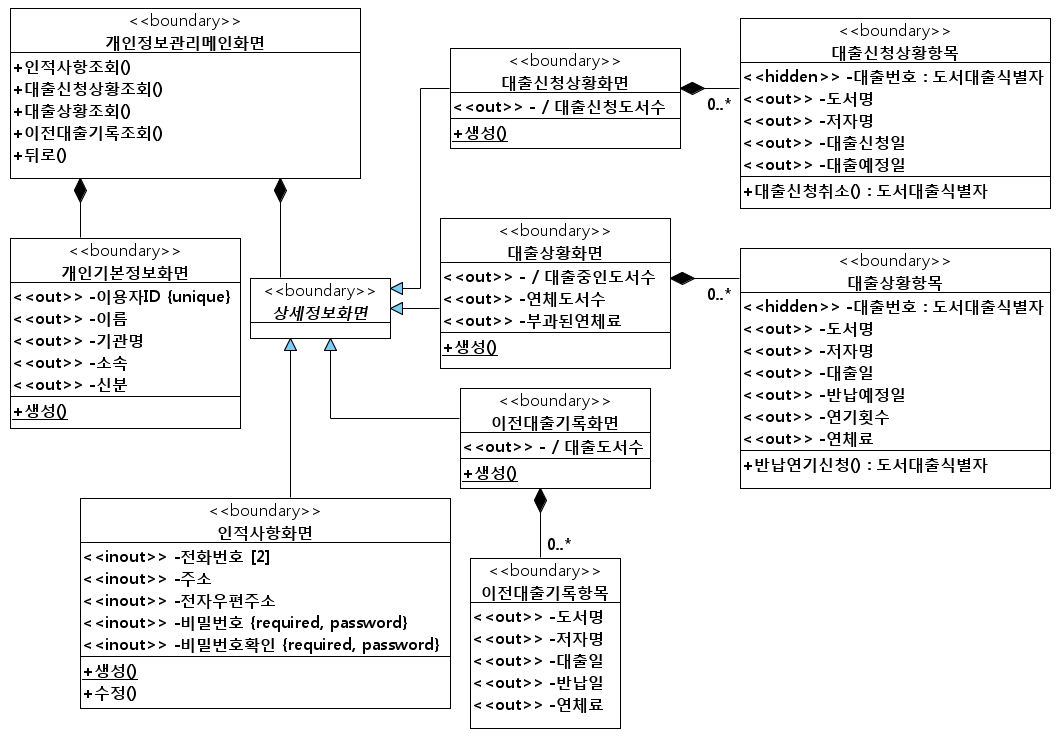 <<boundary>>
개인정보관리메인화면
+인적사항조회()
+대출신청상황조회()
+대출상황조회()
+이전대출기록조회()
+뒤로()
<<boundary>>
대출신청상황화면
<<out>> - / 대출신청도서수
+생성()
0..*
<<boundary>>
대출신청상황항목
<<hidden>> -대출번호 : 도서대출식별자
<<out>> -도서명
<<out>> -저자명
<<out>> -대출신청일
<<out>> -대출예정일
+대출신청취소() : 도서대출식별자
<<boundary>>
개인기본정보화면
<<out>> -이용자ID {unique}
<<out>> -이름
<<out>> -기관명
<<out>> -소속
<<out>> -신분
+생성()
<<boundary>>
상세정보화면
<<boundary>>
대출상황화면
<<out>> - / 대출중인도서수
<<out>> -연체도서수
<<out>> -부과된연체료
+생성()
0..*
<<boundary>>
대출상황항목
<<hidden>> -대출번호 : 도서대출식별자
<<out>> -도서명
<<out>> -저자명
<<out>> -대출일
<<out>> -반납예정일
<<out>> -연기횟수
<<out>> -연체료
+반납연기신청() : 도서대출식별자
<<boundary>>
이전대출기록화면
<<out>> - / 대출도서수
+생성()
0..*
<<boundary>>
인적사항화면
<<inout>> -전화번호 [2]
<<inout>> -주소
<<inout>> -전자우편주소
<<inout>> -비밀번호 {required, password}
<<inout>> -비밀번호확인 {required, password}
+생성()
+수정()
<<boundary>>
이전대출기록항목
<<out>> -도서명
<<out>> -저자명
<<out>> -대출일
<<out>> -반납일
<<out>> -연체료